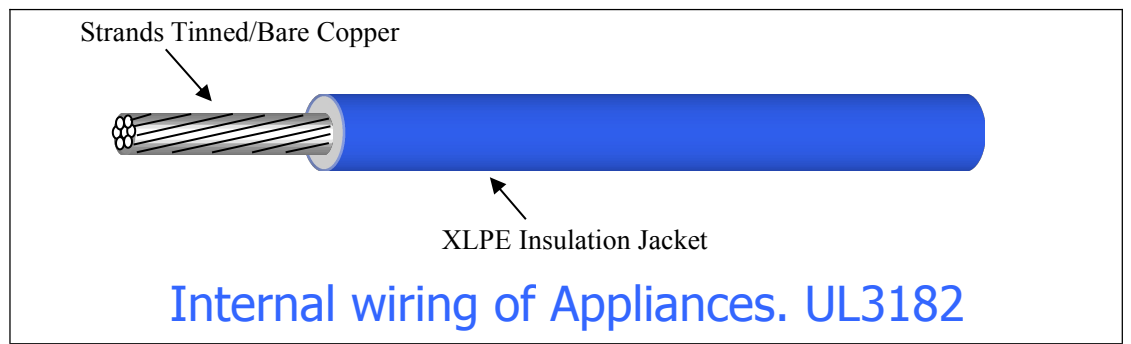 Strands Tinned/Bare Copper
XLPE Insulation Jacket
Internal wiring of Appliances. UL3182